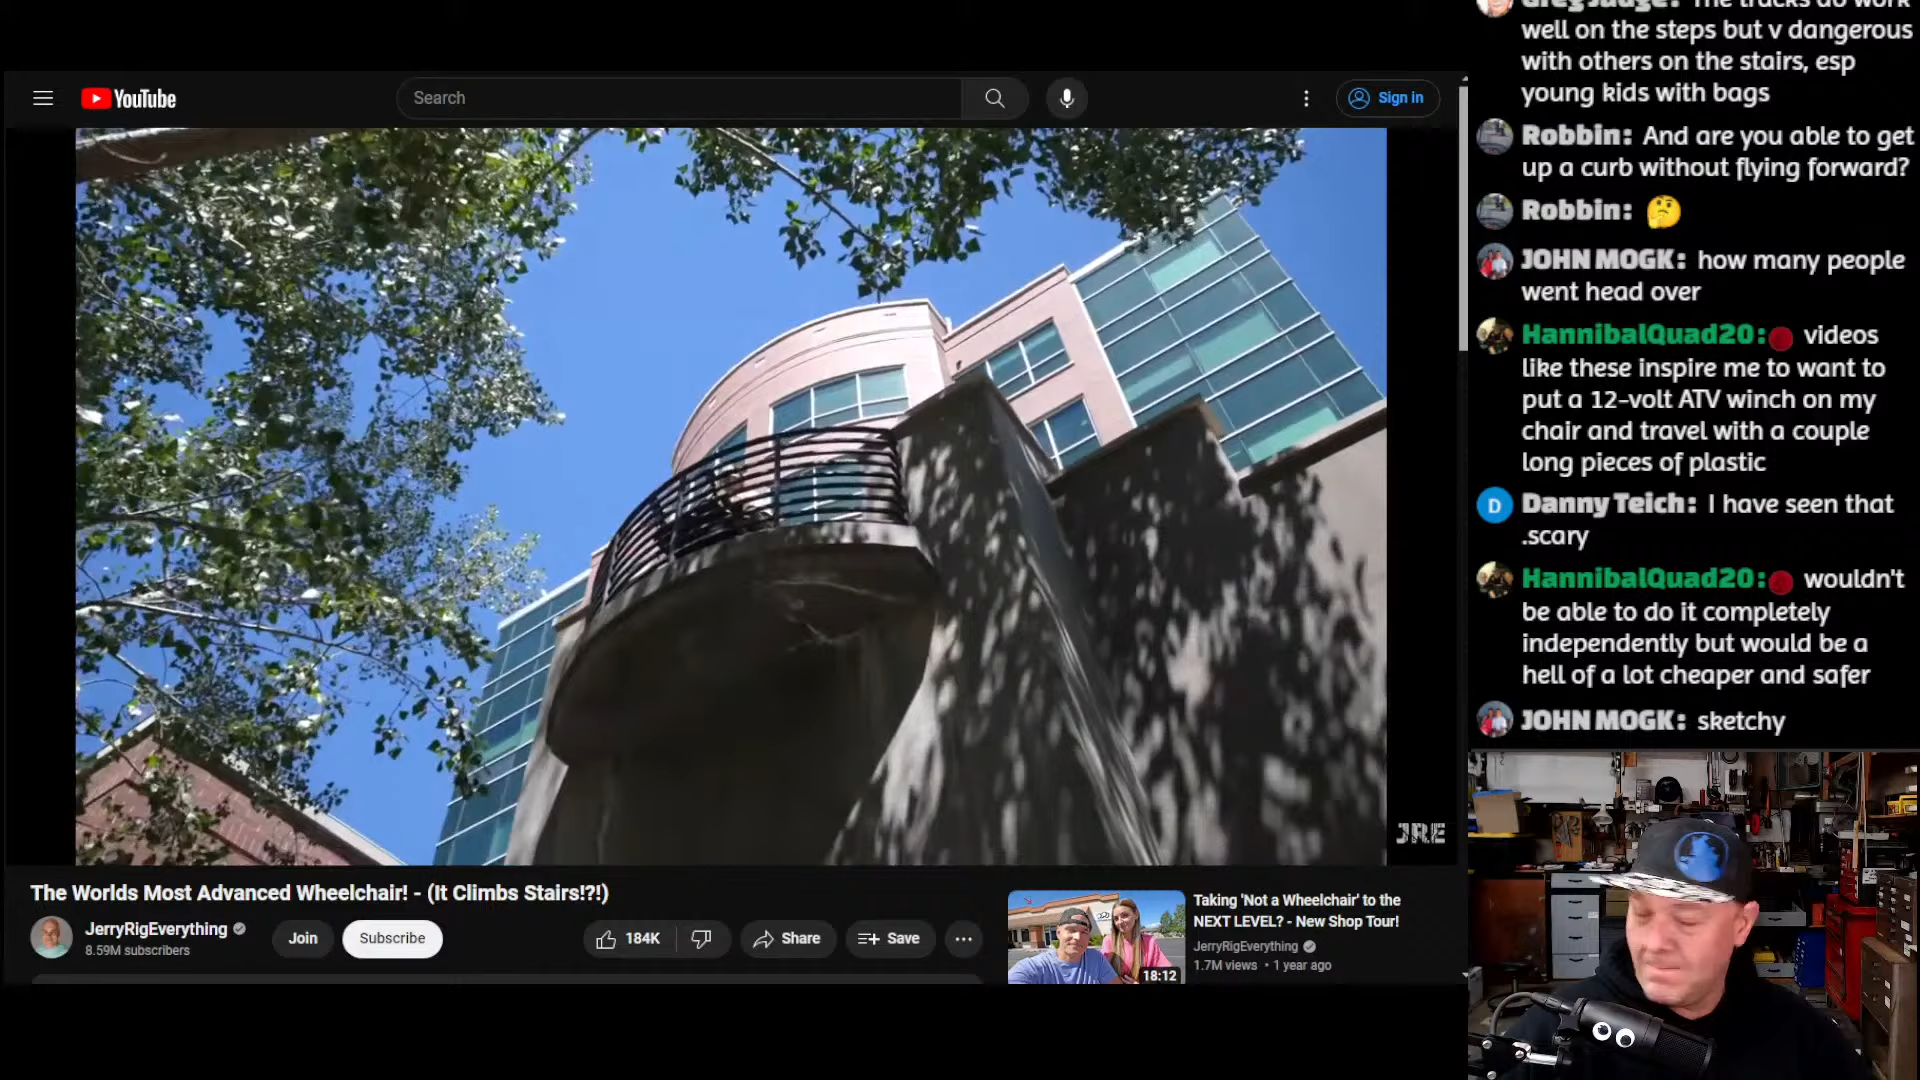 YouTube
Search
Sign in
JRE
The Worlds Most Advanced Wheelchair! - (It Climbs Stairs!?!)
JerryRigEverything
8.59M subscribers
Join
Subscribe
184K
Share
Save
18:12
Taking 'Not a Wheelchair' to the
NEXT LEVEL? - New Shop Tour!
JerryRigEverything
1.7M views • 1 year ago
Greg Judge: The tracks do work
well on the steps but v dangerous
with others on the stairs, esp
young kids with bags
Robbin: And are you able to get
up a curb without flying forward?
Robbin: 🤔
JOHN MOGK: how many people
went head over
HannibalQuad20: videos
like these inspire me to want to
put a 12-volt ATV winch on my
chair and travel with a couple
long pieces of plastic
D
Danny Teich: I have seen that
.scary
HannibalQuad20: wouldn't
be able to do it completely
independently but would be a
hell of a lot cheaper and safer
JOHN MOGK: sketchy